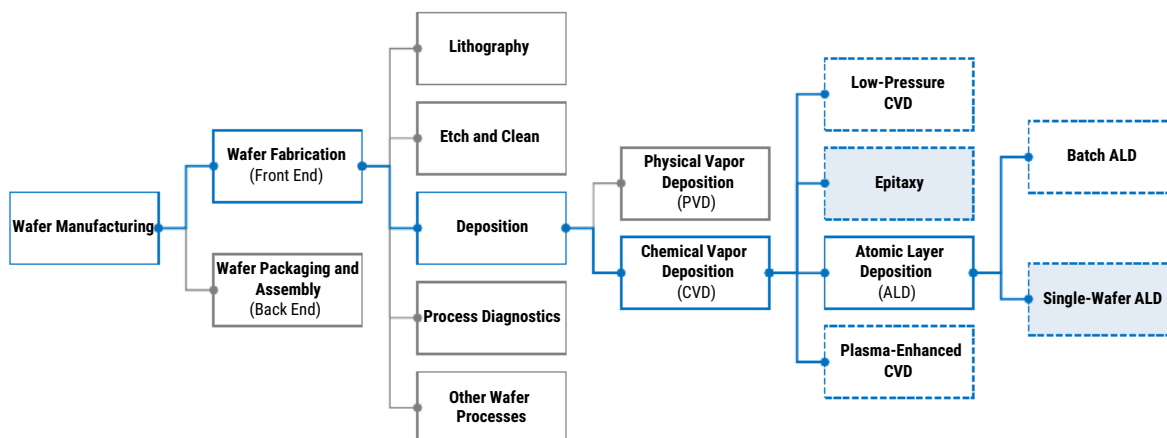 Wafer Manufacturing
Wafer Fabrication
(Front End)
Wafer Packaging and
Assembly
(Back End)
Lithography
Etch and Clean
Deposition
Process Diagnostics
Other Wafer
Processes
Physical Vapor
Deposition
(PVD)
Chemical Vapor
Deposition
(CVD)
Low-Pressure
CVD
Epitaxy
Atomic Layer
Deposition
(ALD)
Plasma-Enhanced
CVD
Batch ALD
Single-Wafer ALD